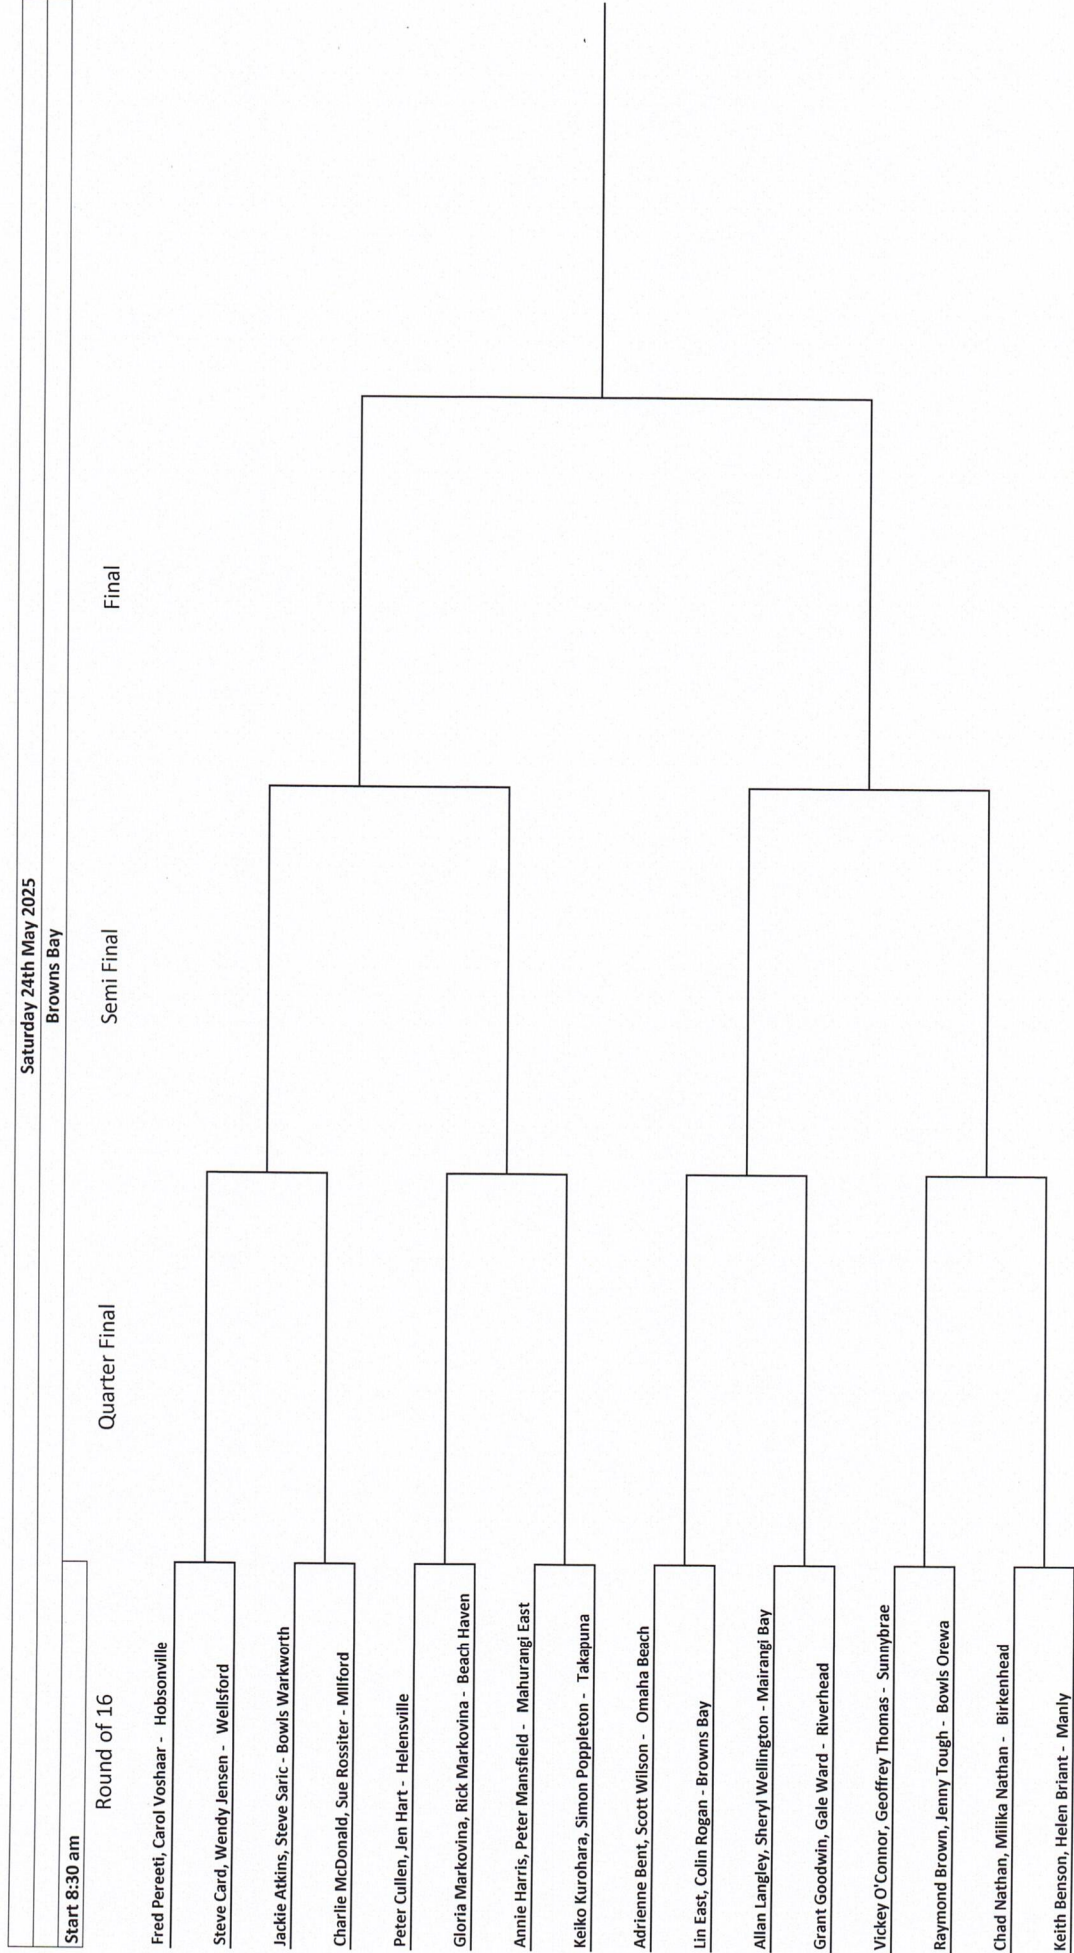 Saturday 24th May 2025
Browns Bay
Start 8:30 am
Round of 16
Quarter Final
Semi Final
Final
Fred Pereeti, Carol Voshaar - Hobsonville
Steve Card, Wendy Jensen - Wellsford
Jackie Atkins, Steve Saric - Bowls Warkworth
Charlie McDonald, Sue Rossiter - MIlford
Peter Cullen, Jen Hart - Helensville
Gloria Markovina, Rick Markovina - Beach Haven
Annie Harris, Peter Mansfield - Mahurangi East
Keiko Kurohara, Simon Poppleton - Takapuna
Adrienne Bent, Scott Wilson - Omaha Beach
Lin East, Colin Rogan - Browns Bay
Allan Langley, Sheryl Wellington - Mairangi Bay
Grant Goodwin, Gale Ward - Riverhead
Vickey O'Connor, Geoffrey Thomas - Sunnybrae
Raymond Brown, Jenny Tough - Bowls Orewa
Chad Nathan, Milika Nathan - Birkenhead
Keith Benson, Helen Briant - Manly